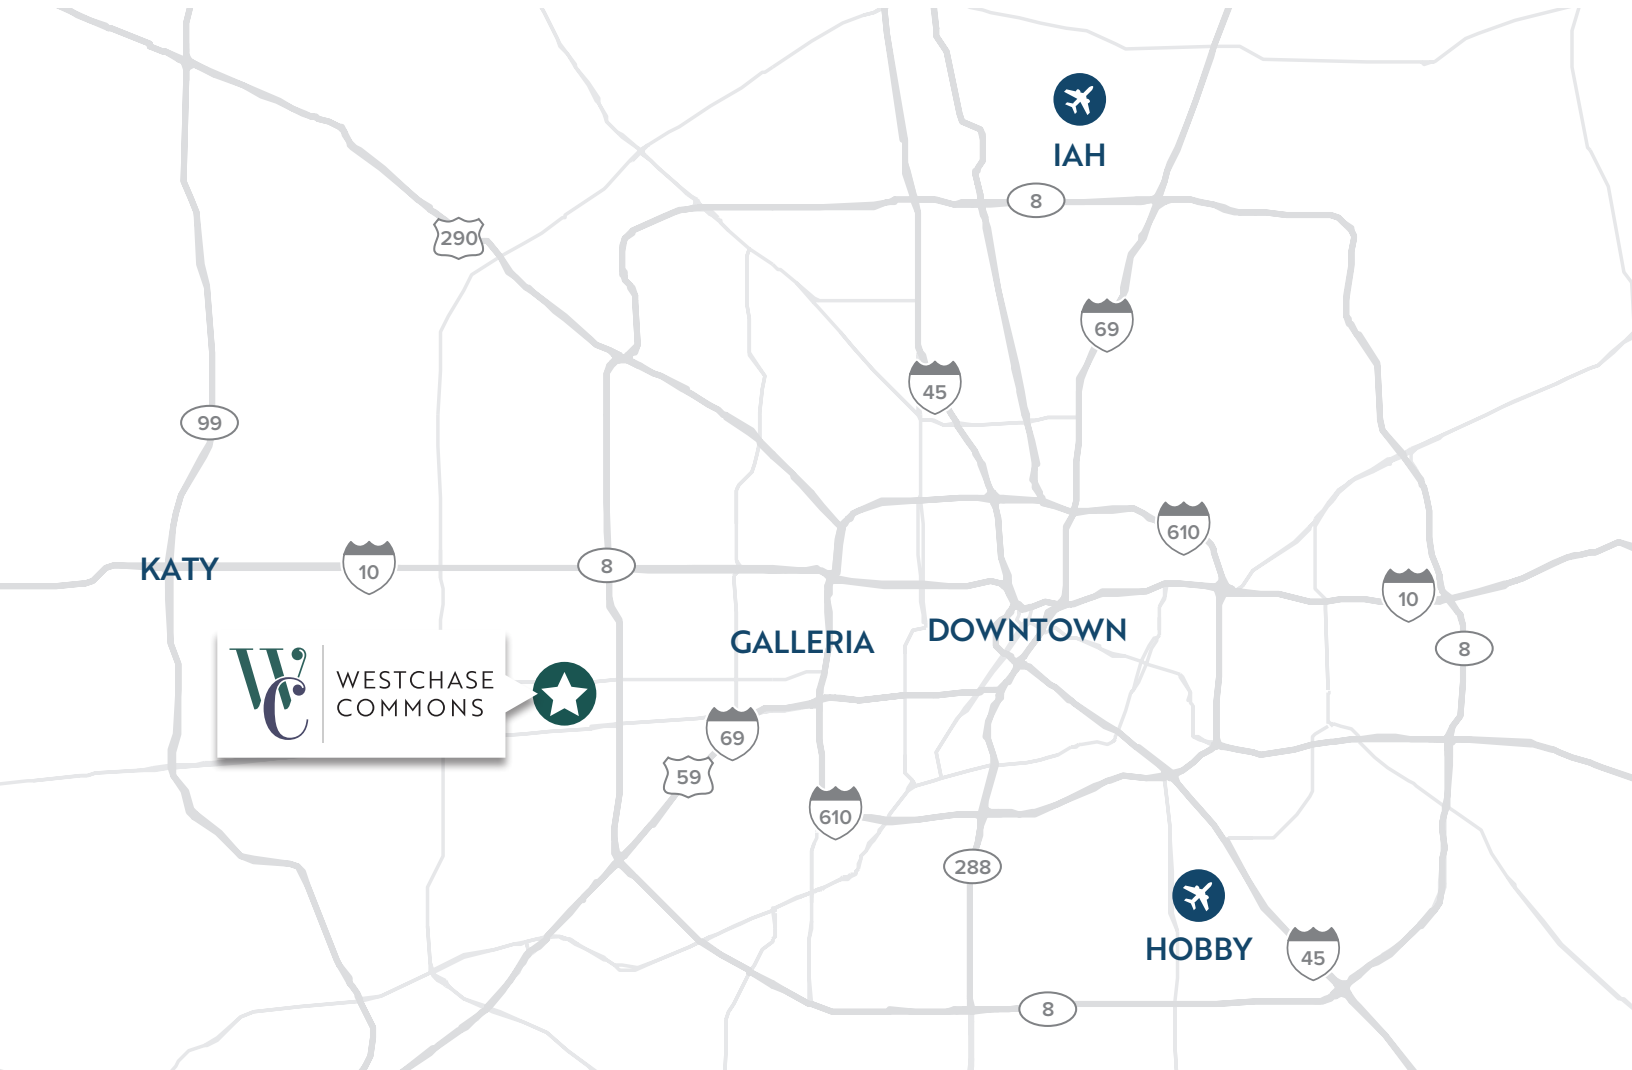 IAH
8
290
69
45
99
610
KATY
10
8
10
DOWNTOWN
GALLERIA
8
WC
WESTCHASE
COMMONS
69
59
610
288
HOBBY
45
8